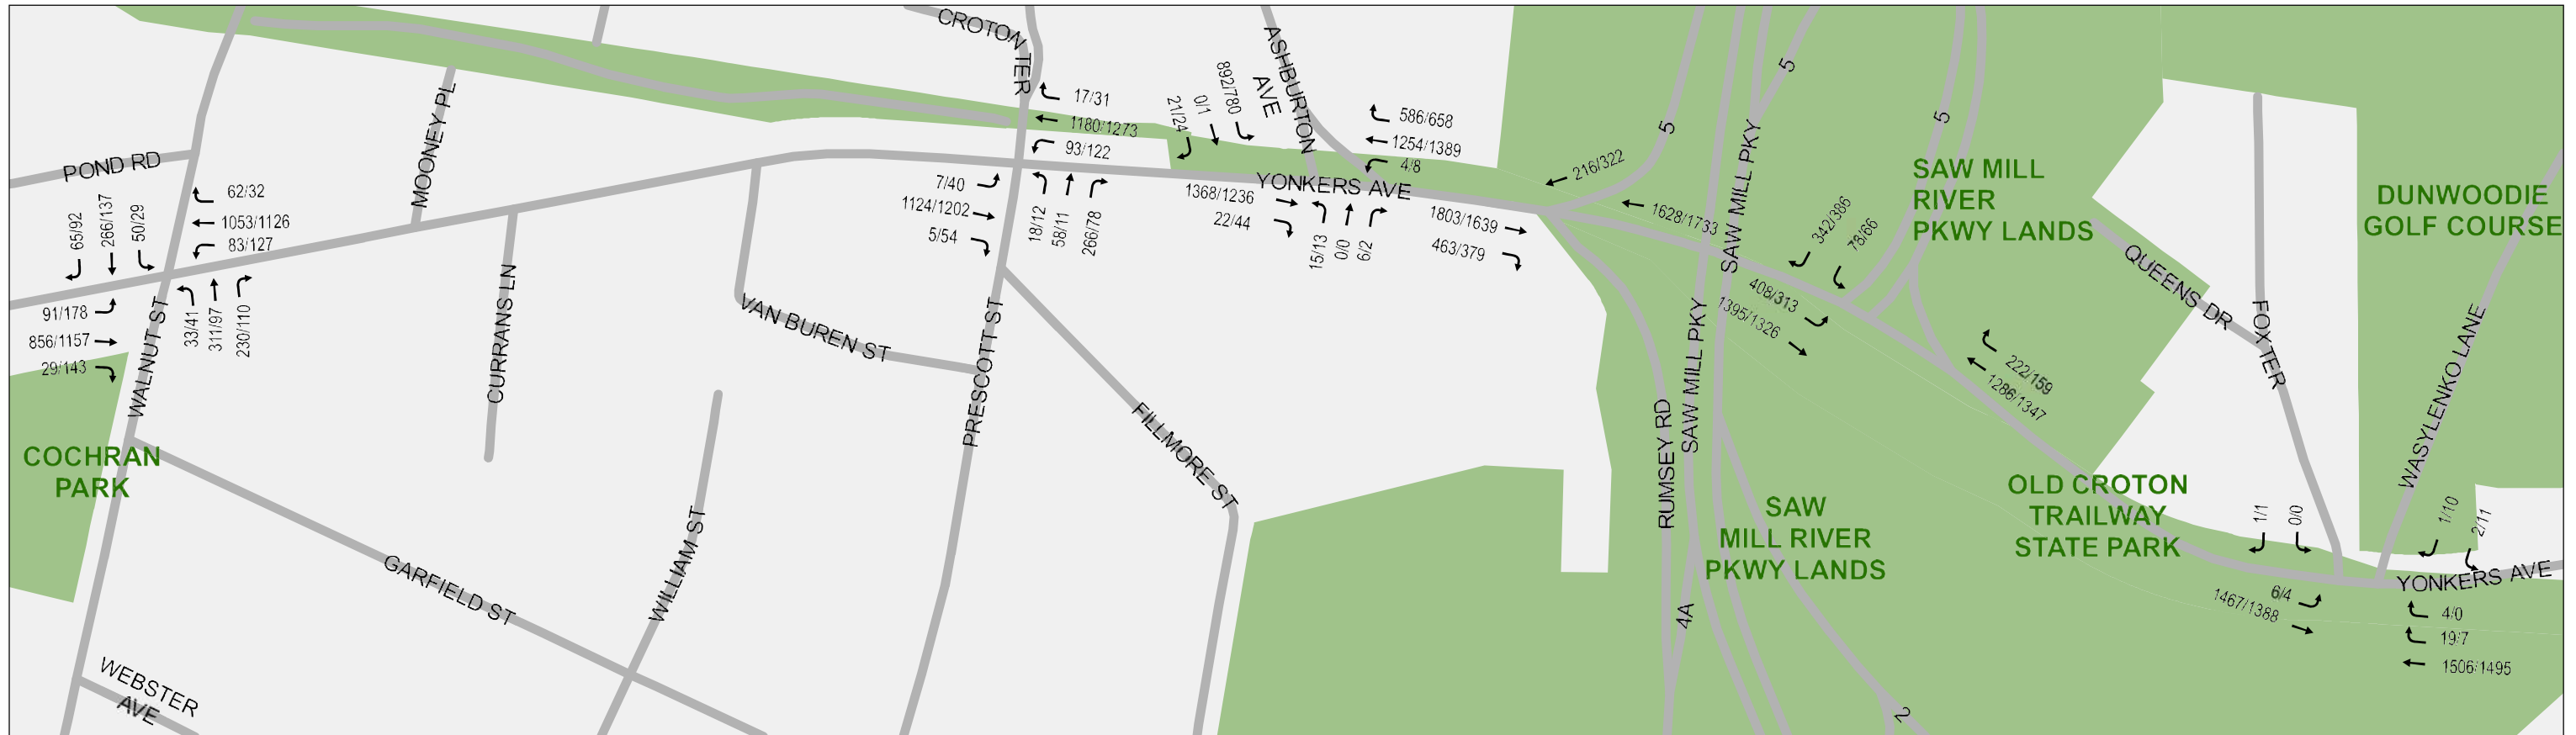 CROTON TER
ASHBURTON
AVE
POND RD
MOONEY PL
17/31
1180/1273
93/122
21/24
0/1
892/780
586/658
1254/1389
4/8
65/92
266/137
50/29
62/32
1053/1126
83/127
7/40
1124/1202
5/54
18/12
58/11
266/78
1368/1236
22/44
YONKERS AVE
15/13
0/0
6/2
1803/1639
463/379
5
216/322
1628/1733
SAW MILL PKY
5
5
342/386
78/66
SAW MILL
RIVER
PKWY LANDS
DUNWOODIE
GOLF COURSE
91/178
856/1157
29/143
WALNUT ST
33/41
311/97
230/110
CURRANS LN
VAN BUREN ST
PRESCOTT ST
FILLMORE ST
408/313
1395/1326
SAW MILL PKY
RUMSEY RD
222/159
1286/1347
QUEENS DR
FOXTER
WASYLENKO LANE
COCHRAN
PARK
GARFIELD ST
WILLIAM ST
WEBSTER
AVE
SAW
MILL RIVER
PKWY LANDS
4A
2
OLD CROTON
TRAILWAY
STATE PARK
1/1
0/0
1/10
2/11
YONKERS AVE
6/4
1467/1388
4/0
19/7
1506/1495